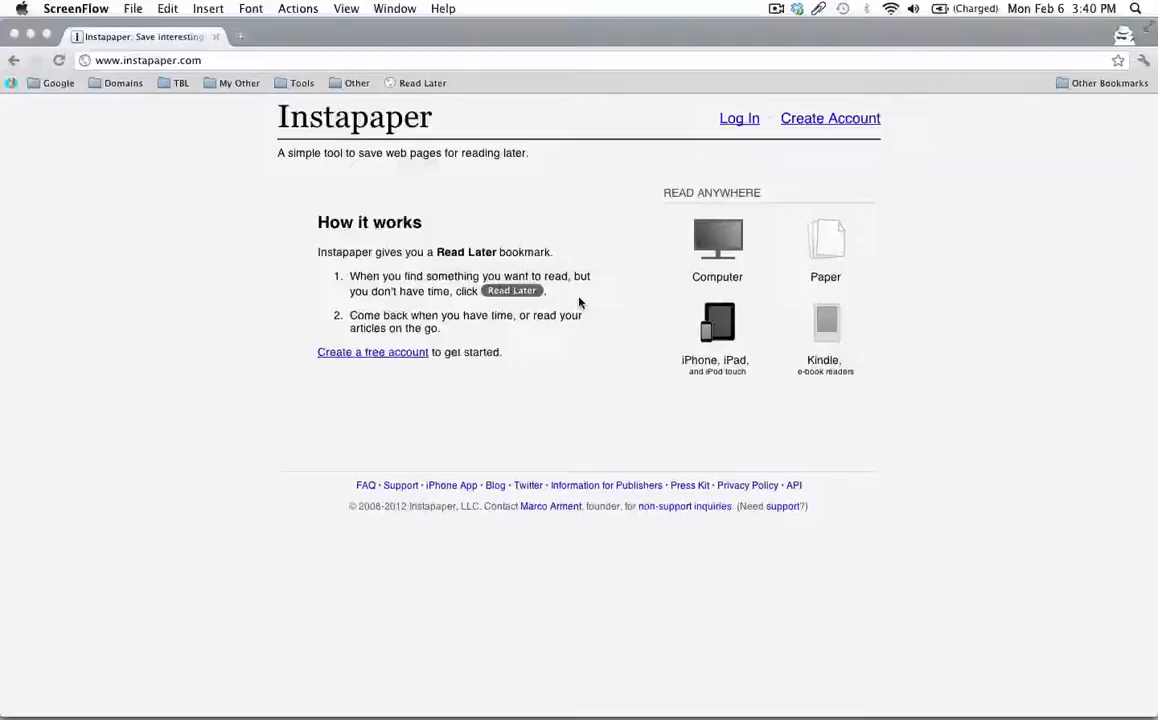 ScreenFlow File Edit Insert Font Actions View Window Help (Charged) Mon Feb 6 3:40 PM
Instapaper: Save interesting
www.instapaper.com
Google Domains TBL My Other Tools Other Read Later Other Bookmarks
Instapaper
Log In Create Account
A simple tool to save web pages for reading later.
READ ANYWHERE
How it works
Instapaper gives you a Read Later bookmark.
1. When you find something you want to read, but
you don't have time, click Read Later.
2. Come back when you have time, or read your
articles on the go.
Create a free account to get started.
Computer
Paper
iPhone, iPad,
and iPod touch
Kindle,
e-book readers
FAQ · Support · iPhone App · Blog · Twitter · Information for Publishers · Press Kit · Privacy Policy · API
© 2008-2012 Instapaper, LLC. Contact Marco Arment, founder, for non-support inquiries. (Need support?)